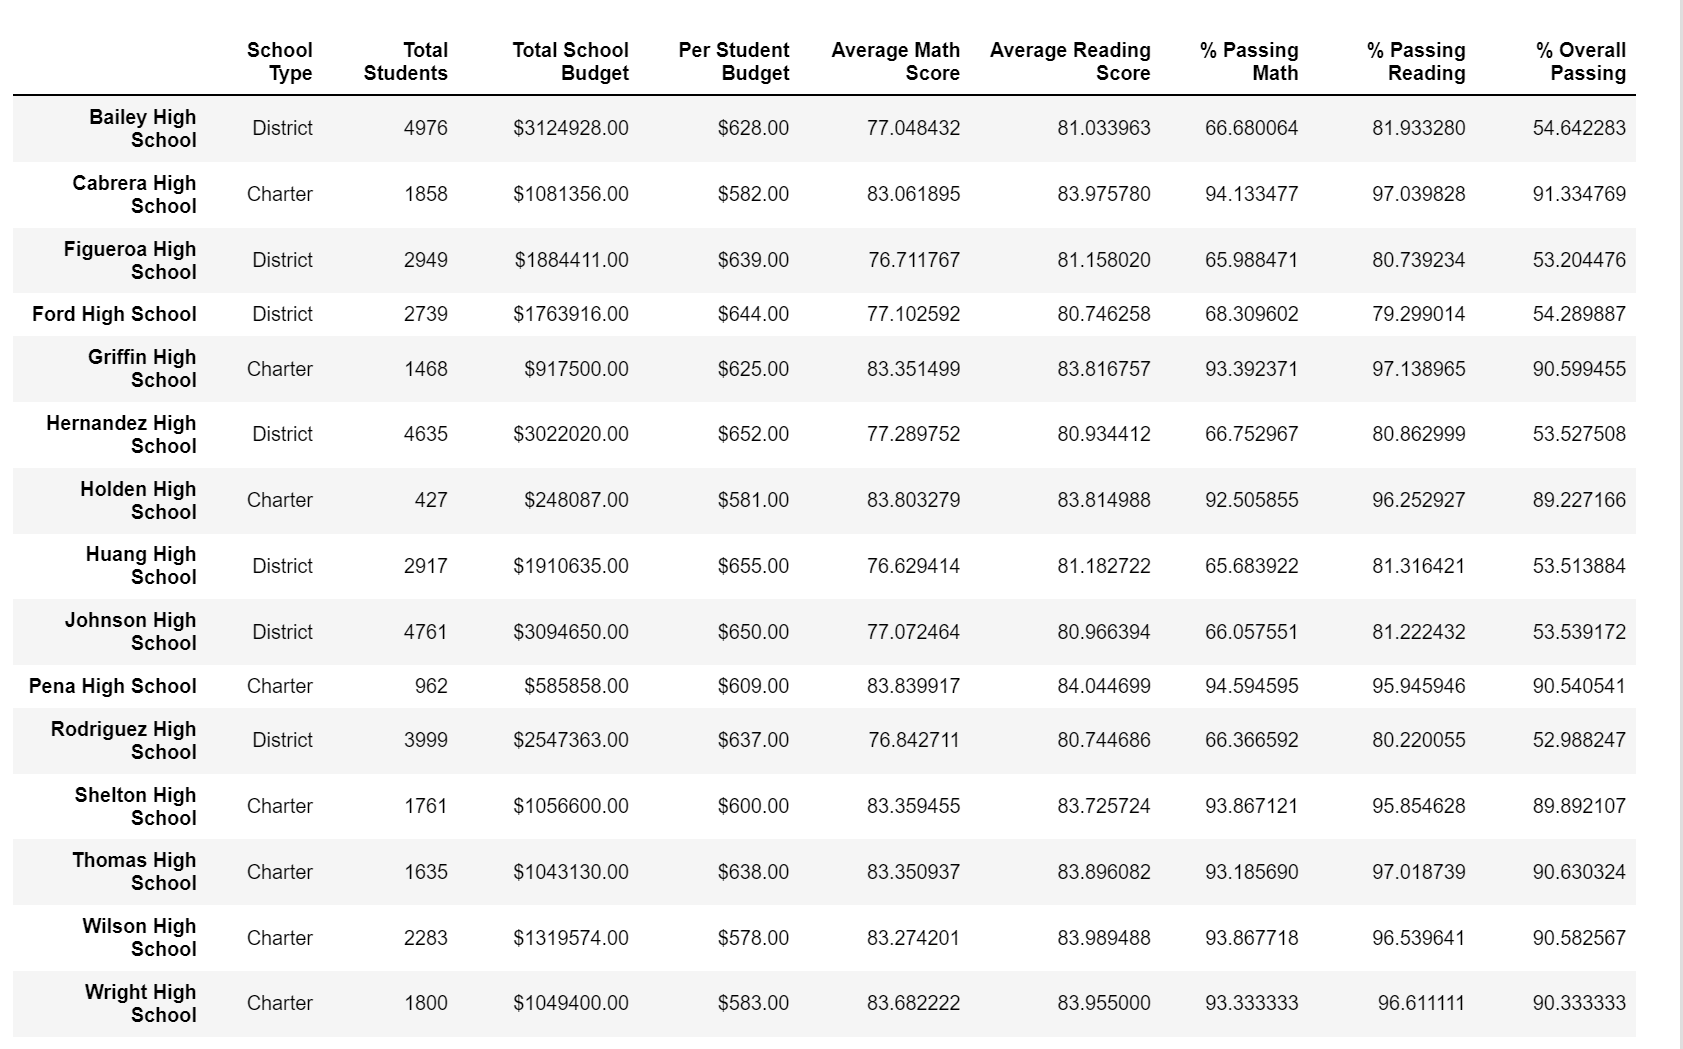 School Type Total Students Total School Budget Per Student Budget Average Math Score Average Reading Score % Passing Math % Passing Reading % Overall Passing
Bailey High School District 4976 $3124928.00 $628.00 77.048432 81.033963 66.680064 81.933280 54.642283
Cabrera High School Charter 1858 $1081356.00 $582.00 83.061895 83.975780 94.133477 97.039828 91.334769
Figueroa High School District 2949 $1884411.00 $639.00 76.711767 81.158020 65.988471 80.739234 53.204476
Ford High School District 2739 $1763916.00 $644.00 77.102592 80.746258 68.309602 79.299014 54.289887
Griffin High School Charter 1468 $917500.00 $625.00 83.351499 83.816757 93.392371 97.138965 90.599455
Hernandez High School District 4635 $3022020.00 $652.00 77.289752 80.934412 66.752967 80.862999 53.527508
Holden High School Charter 427 $248087.00 $581.00 83.803279 83.814988 92.505855 96.252927 89.227166
Huang High School District 2917 $1910635.00 $655.00 76.629414 81.182722 65.683922 81.316421 53.513884
Johnson High School District 4761 $3094650.00 $650.00 77.072464 80.966394 66.057551 81.222432 53.539172
Pena High School Charter 962 $585858.00 $609.00 83.839917 84.044699 94.594595 95.945946 90.540541
Rodriguez High School District 3999 $2547363.00 $637.00 76.842711 80.744686 66.366592 80.220055 52.988247
Shelton High School Charter 1761 $1056600.00 $600.00 83.359455 83.725724 93.867121 95.854628 89.892107
Thomas High School Charter 1635 $1043130.00 $638.00 83.350937 83.896082 93.185690 97.018739 90.630324
Wilson High School Charter 2283 $1319574.00 $578.00 83.274201 83.989488 93.867718 96.539641 90.582567
Wright High School Charter 1800 $1049400.00 $583.00 83.682222 83.955000 93.333333 96.611111 90.333333